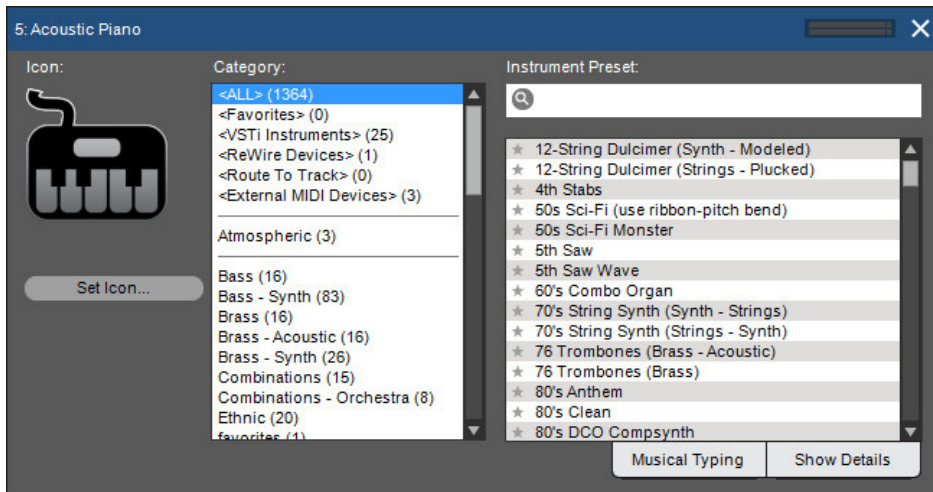 5: Acoustic Piano
Icon:
Set Icon...
Category:
<ALL> (1364)
<Favorites> (0)
<VSTi Instruments> (25)
<ReWire Devices> (1)
<Route To Track> (0)
<External MIDI Devices> (3)
Atmospheric (3)
Bass (16)
Bass - Synth (83)
Brass (16)
Brass - Acoustic (16)
Brass - Synth (26)
Combinations (15)
Combinations - Orchestra (8)
Ethnic (20)
favorites (1)
Instrument Preset:
12-String Dulcimer (Synth - Modeled)
12-String Dulcimer (Strings - Plucked)
4th Stabs
50s Sci-Fi (use ribbon-pitch bend)
50s Sci-Fi Monster
5th Saw
5th Saw Wave
60's Combo Organ
70's String Synth (Synth - Strings)
70's String Synth (Strings - Synth)
76 Trombones (Brass - Acoustic)
76 Trombones (Brass)
80's Anthem
80's Clean
80's DCO Compsynth
Musical Typing
Show Details